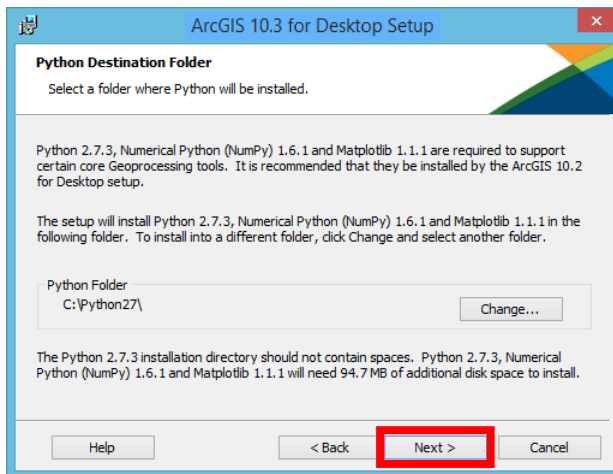 ArcGIS 10.3 for Desktop Setup
Python Destination Folder
Select a folder where Python will be installed.
Python 2.7.3, Numerical Python (NumPy) 1.6.1 and Matplotlib 1.1.1 are required to support
certain core Geoprocessing tools. It is recommended that they be installed by the ArcGIS 10.2
for Desktop setup.
The setup will install Python 2.7.3, Numerical Python (NumPy) 1.6.1 and Matplotlib 1.1.1 in the
following folder. To install into a different folder, click Change and select another folder.
Python Folder
C:\Python27\
Change...
The Python 2.7.3 installation directory should not contain spaces. Python 2.7.3, Numerical
Python (NumPy) 1.6.1 and Matplotlib 1.1.1 will need 94.7 MB of additional disk space to install.
Help
< Back
Next >
Cancel